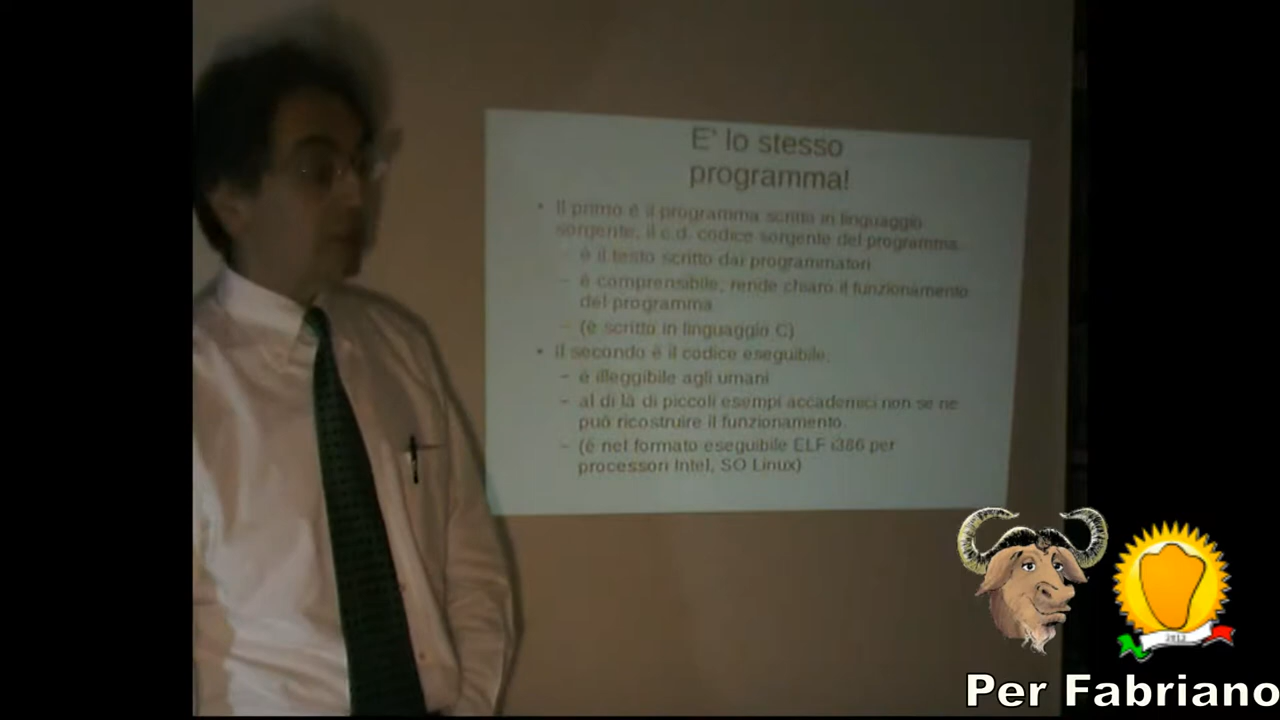 E' lo stesso
programma!
• Il primo è il programma scritto in linguaggio
sorgente, il c.d. codice sorgente del programma.
è il testo scritto dai programmatori
– è comprensibile, rende chiaro il funzionamento
del programma
– (è scritto in linguaggio C)
• Il secondo è il codice eseguibile.
– è illeggibile agli umani
– al di là di piccoli esempi accademici non se ne
può ricostruire il funzionamento.
– (è nel formato eseguibile ELF i386 per
processori Intel, SO Linux)
2013
Per Fabriano